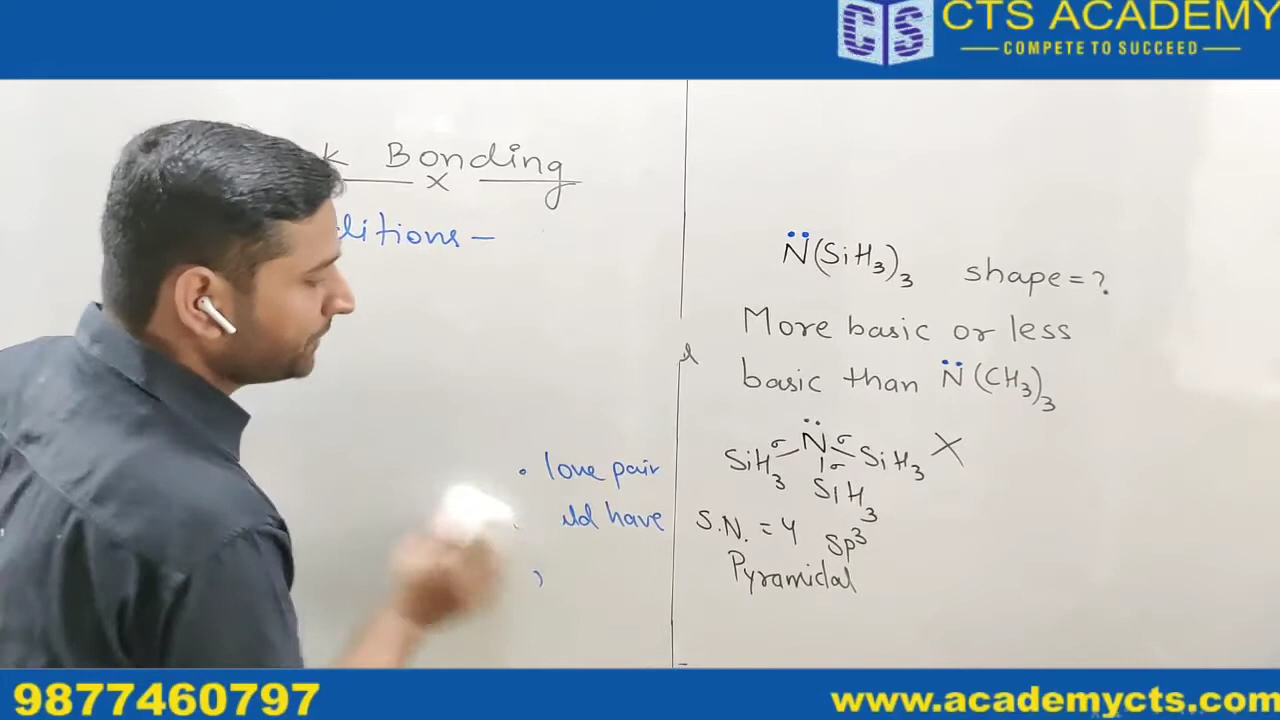 CS
CTS ACADEMY
COMPETE TO SUCCEED
k Bonding
x
ditions –
• lone pair
uld have
N̈(SiH₃)₃ shape = ?
More basic or less
basic than N̈(CH₃)₃
N̈
SiH₃ σ σ SiH₃ ×
σ
SiH₃
S.N. = 4 Sp³
Pyramidal
9877460797
www.academycts.com